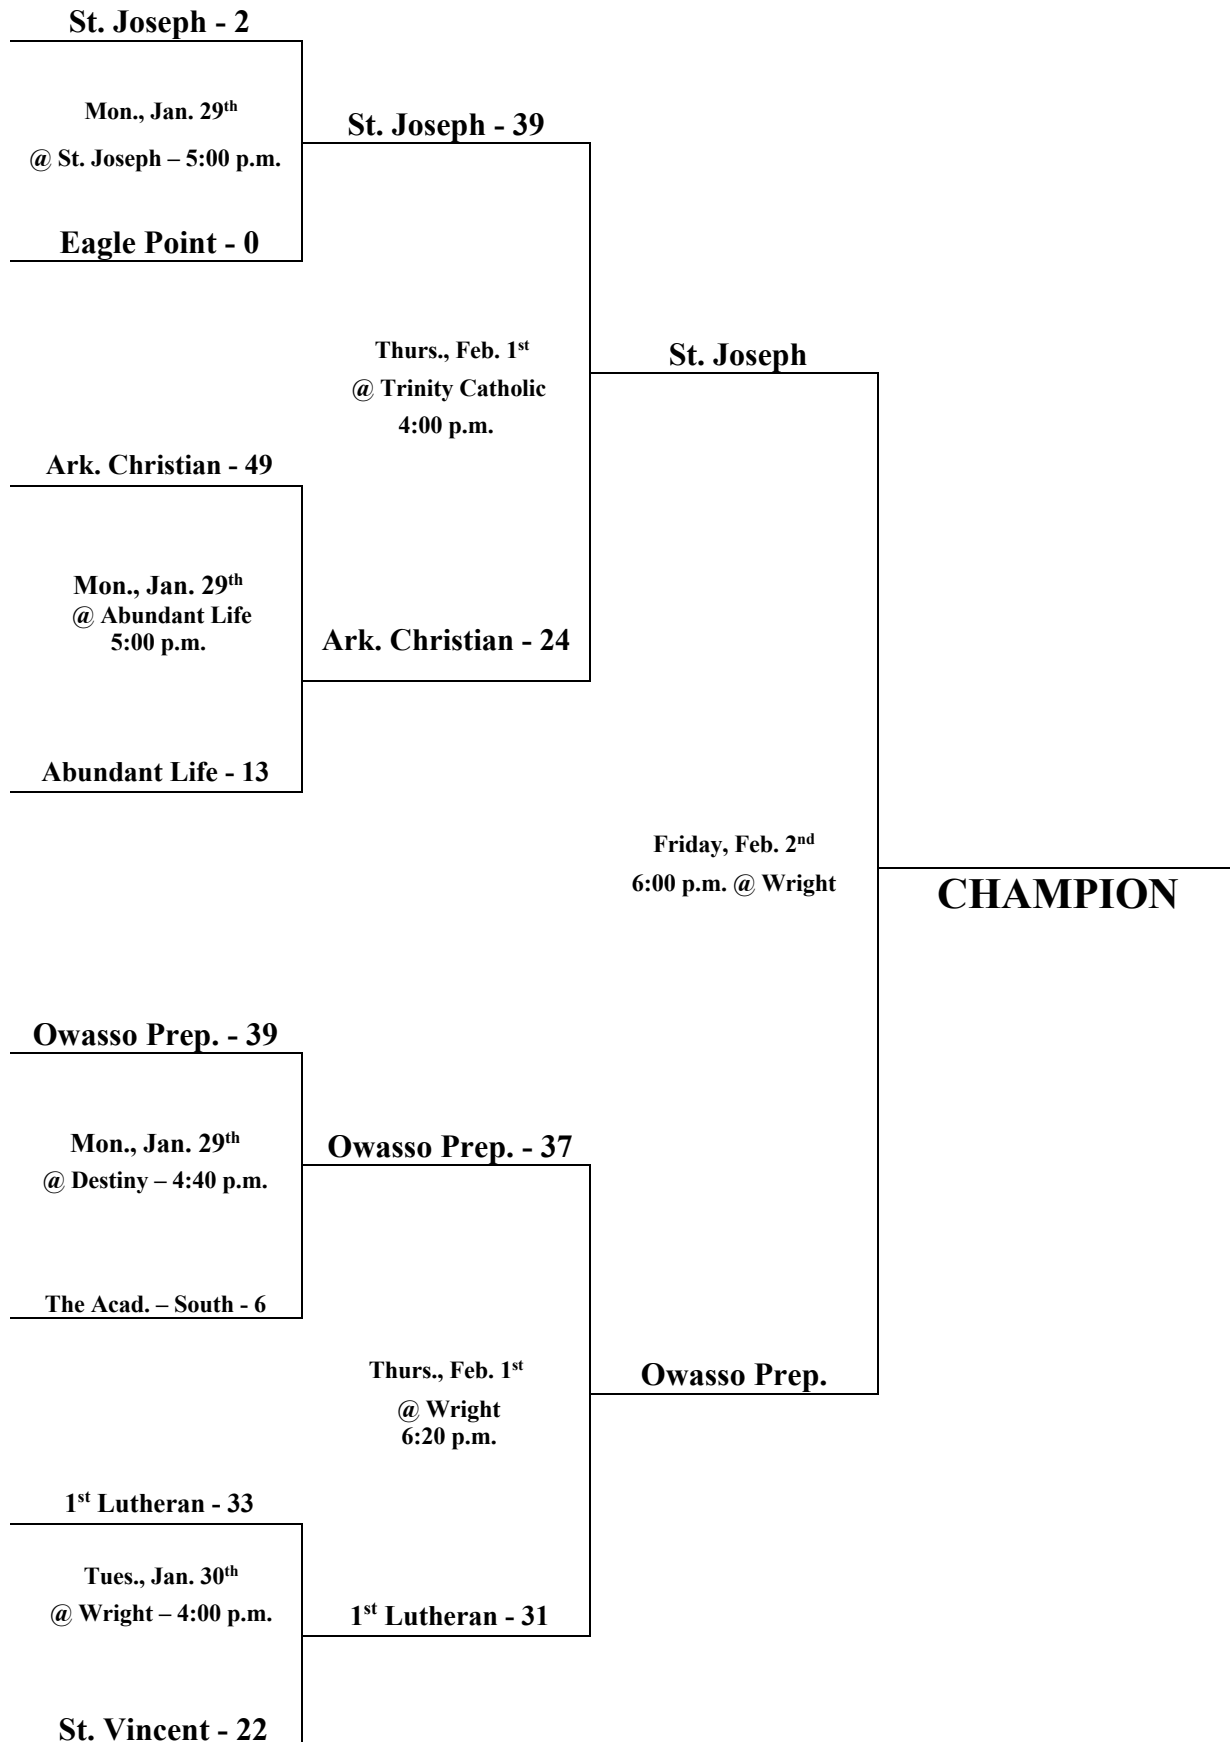 St. Joseph - 2
Mon., Jan. 29th
@ St. Joseph – 5:00 p.m.
Eagle Point - 0
St. Joseph - 39
Thurs., Feb. 1st
@ Trinity Catholic
4:00 p.m.
St. Joseph
Ark. Christian - 49
Mon., Jan. 29th
@ Abundant Life
5:00 p.m.
Ark. Christian - 24
Abundant Life - 13
Friday, Feb. 2nd
6:00 p.m. @ Wright
CHAMPION
Owasso Prep. - 39
Mon., Jan. 29th
@ Destiny – 4:40 p.m.
Owasso Prep. - 37
The Acad. – South - 6
Thurs., Feb. 1st
@ Wright
6:20 p.m.
Owasso Prep.
1st Lutheran - 33
Tues., Jan. 30th
@ Wright – 4:00 p.m.
1st Lutheran - 31
St. Vincent - 22